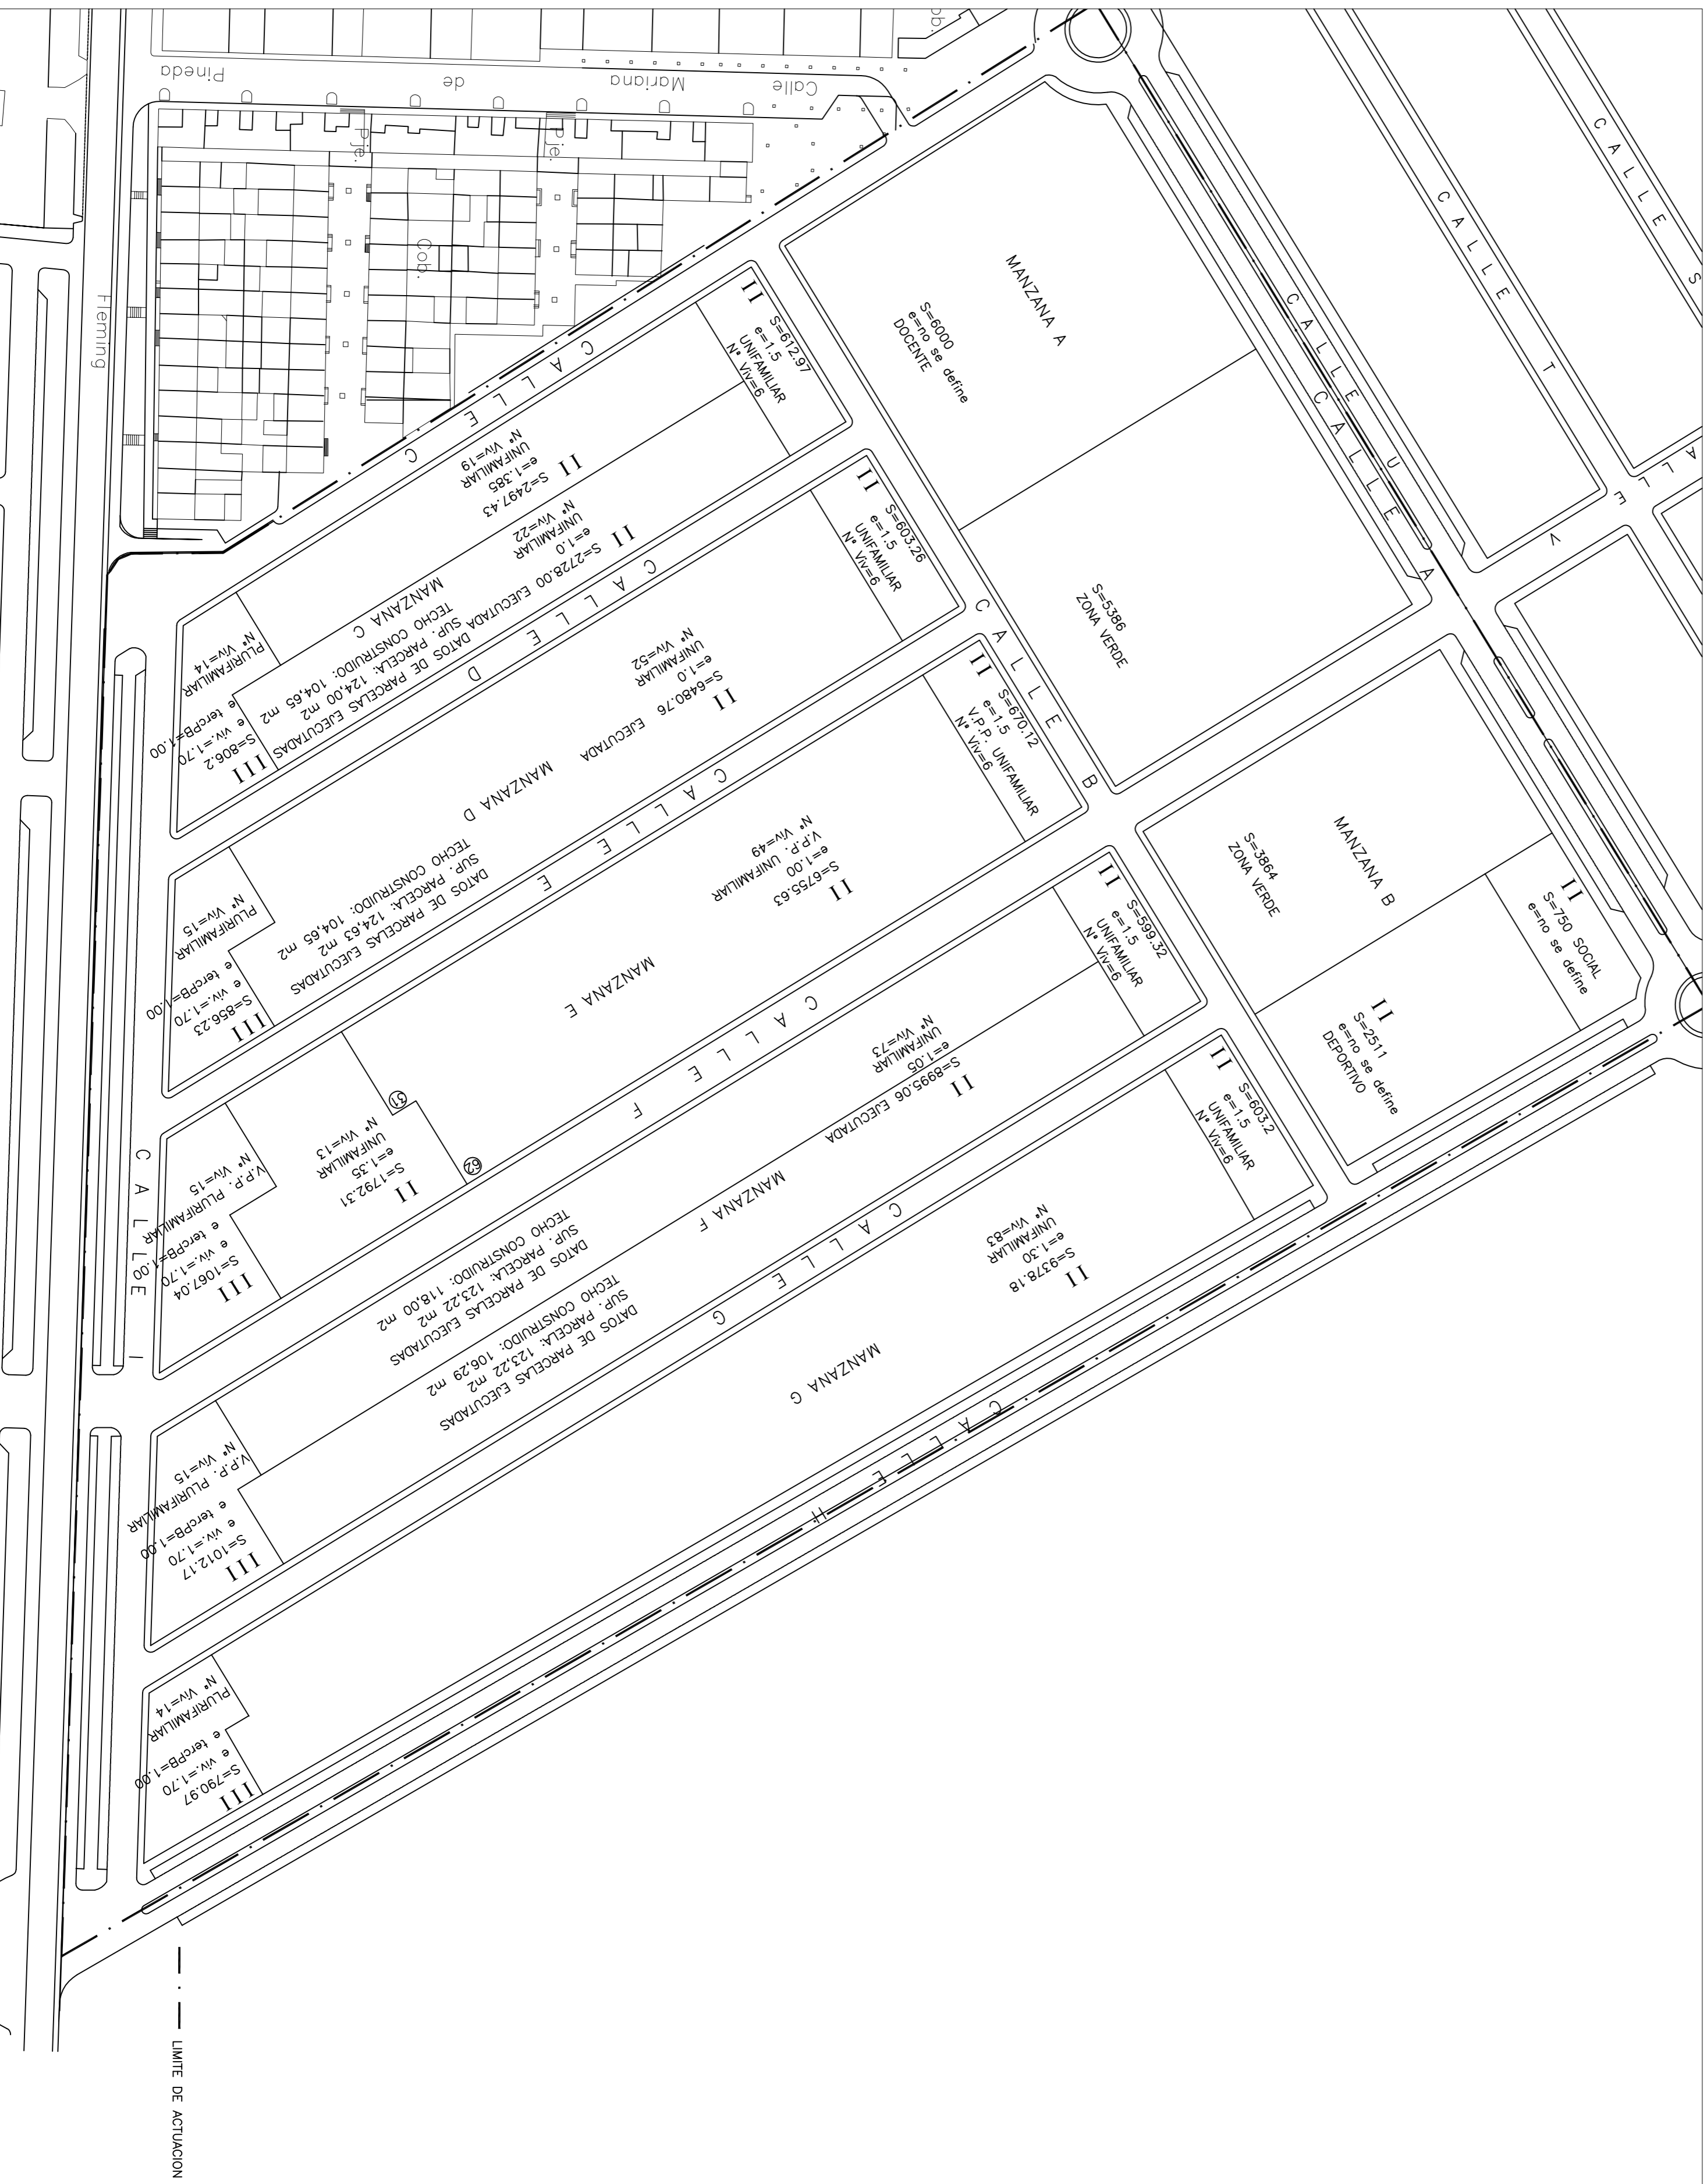 Calle
Mariana
de
Pineda
Pje.
Pje.
Cob.
ob.
Fleming
CALLE S
CALLE T
CALLE U
CALLE A
V
CALLE B
CALLE C
CALLE D
CALLE E
CALLE F
CALLE G
CALLE H
CALLE I
MANZANA A
S=6000
e=no se define
DOCENTE
S=5386
ZONA VERDE
MANZANA B
S=3864
ZONA VERDE
II
S=750 SOCIAL
e=no se define
II
S=2511
e=no se define
DEPORTIVO
II
S=612.97
e=1.5
UNIFAMILIAR
Nº Viv=6
II
S=2497.43
e=1.385
UNIFAMILIAR
Nº Viv=19
II
S=2728.00 EJECUTADA
e=1.0
UNIFAMILIAR
Nº Viv=22
MANZANA C
DATOS DE PARCELAS EJECUTADAS
SUP. PARCELA: 124,00 m2
TECHO CONSTRUIDO: 104,65 m2
III
S=806.2
e viv.=1.70
e tercPB=1.00
PLURIFAMILIAR
Nº Viv=14
II
S=603.26
e=1.5
UNIFAMILIAR
Nº Viv=6
II
S=6480.76 EJECUTADA
e=1.0
UNIFAMILIAR
Nº Viv=52
MANZANA D
DATOS DE PARCELAS EJECUTADAS
SUP. PARCELA: 124,63 m2
TECHO CONSTRUIDO: 104,65 m2
III
S=856.23
e viv.=1.70
e tercPB=1.00
PLURIFAMILIAR
Nº Viv=15
II
S=670.12
e=1.5
V.P.P. UNIFAMILIAR
Nº Viv=6
II
S=6755.63
e=1.00
V.P.P. UNIFAMILIAR
Nº Viv=49
MANZANA E
51
62
II
S=1792.31
e=1.35
UNIFAMILIAR
Nº Viv=13
III
S=1067.04
e viv.=1.70
e tercPB=1.00
V.P.P. PLURIFAMILIAR
Nº Viv=15
II
S=599.32
e=1.5
UNIFAMILIAR
Nº Viv=6
II
S=8995.06 EJECUTADA
e=1.05
UNIFAMILIAR
Nº Viv=73
MANZANA F
DATOS DE PARCELAS EJECUTADAS
SUP. PARCELA: 123,22 m2
TECHO CONSTRUIDO: 118,00 m2
DATOS DE PARCELAS EJECUTADAS
SUP. PARCELA: 123,22 m2
TECHO CONSTRUIDO: 106,29 m2
III
S=1012.17
e viv.=1.70
e tercPB=1.00
V.P.P. PLURIFAMILIAR
Nº Viv=15
II
S=603.2
e=1.5
UNIFAMILIAR
Nº Viv=6
II
S=9378.18
e=1.30
UNIFAMILIAR
Nº Viv=83
MANZANA G
III
S=790.97
e viv.=1.70
e tercPB=1.00
PLURIFAMILIAR
Nº Viv=14
LIMITE DE ACTUACION